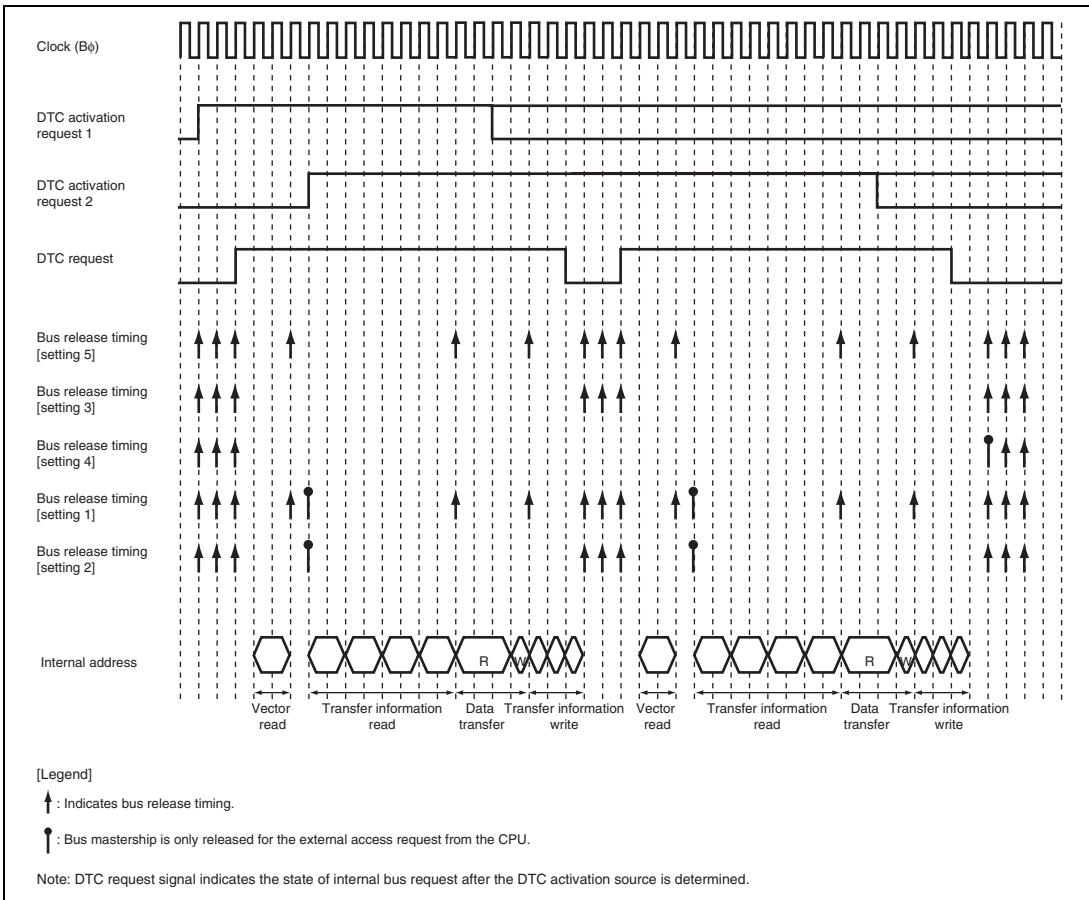 Clock (Bϕ)
DTC activation
request 1
DTC activation
request 2
DTC request
Bus release timing
[setting 5]
Bus release timing
[setting 3]
Bus release timing
[setting 4]
Bus release timing
[setting 1]
Bus release timing
[setting 2]
Internal address
R W R W
Vector read
Transfer information read
Data transfer
Transfer information write
Vector read
Transfer information read
Data transfer
Transfer information write
[Legend]
: Indicates bus release timing.
: Bus mastership is only released for the external access request from the CPU.
Note: DTC request signal indicates the state of internal bus request after the DTC activation source is determined.